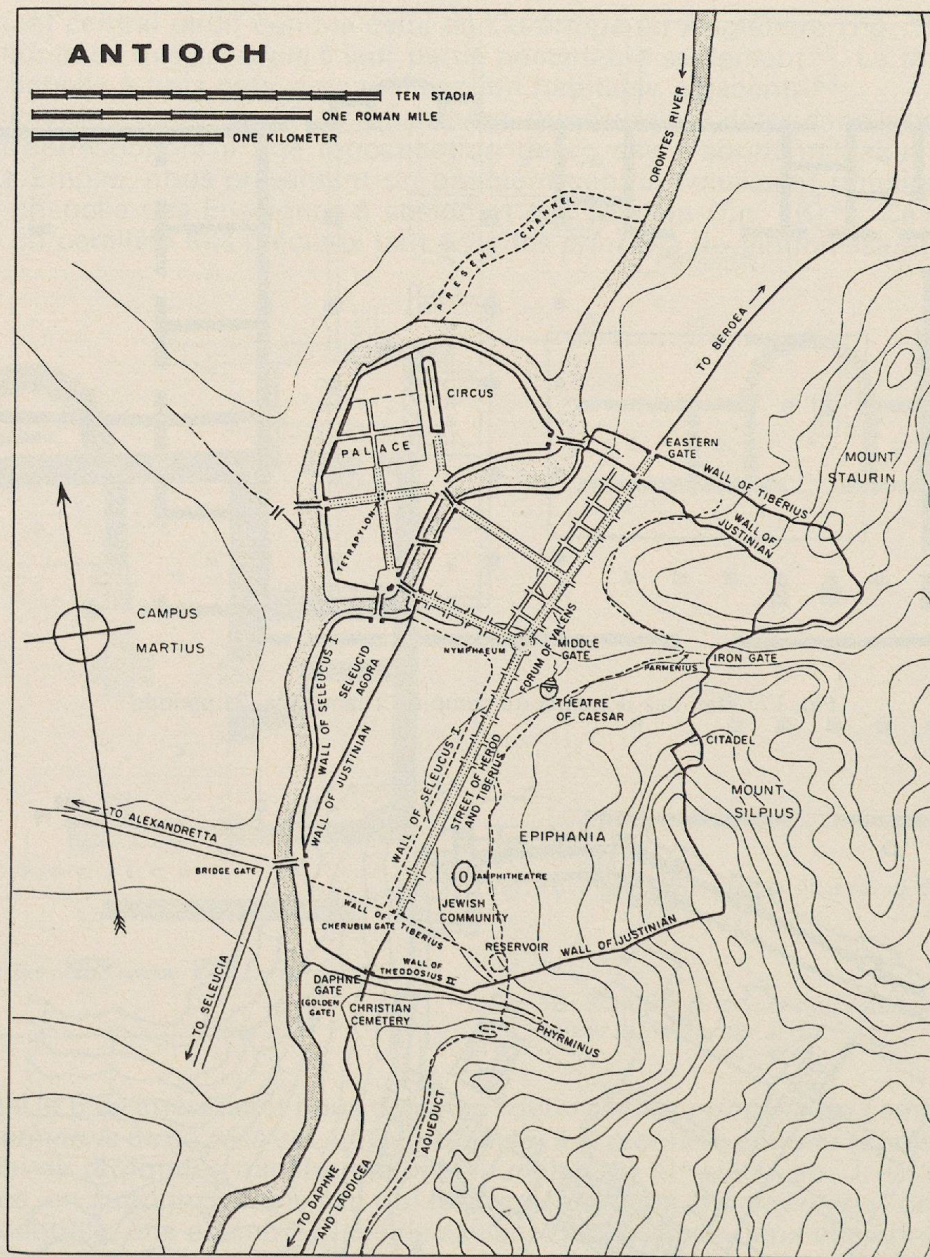 ANTIOCH
TEN STADIA
ONE ROMAN MILE
ONE KILOMETER
ORONTES RIVER
PRESENT CHANNEL
TO BEROEA
CIRCUS
PALACE
EASTERN
GATE
MOUNT
STAURIN
WALL OF TIBERIUS
WALL OF
JUSTINIAN
TETRAPYLON
CAMPUS
MARTIUS
WALL OF SELEUCUS I
SELEUCID
AGORA
NYMPHAEUM
FORUM OF VALENS
MIDDLE
GATE
PARMENIUS
IRON GATE
THEATRE
OF CAESAR
CITADEL
MOUNT
SILPIUS
WALL OF JUSTINIAN
WALL OF SELEUCUS I
STREET OF HEROD
AND TIBERIUS
EPIPHANIA
TO ALEXANDRETTA
BRIDGE GATE
AMPHITHEATRE
JEWISH
COMMUNITY
WALL OF TIBERIUS
CHERUBIM GATE
RESERVOIR
WALL OF JUSTINIAN
WALL OF
THEODOSIUS II
DAPHNE
GATE
(GOLDEN
GATE)
CHRISTIAN
CEMETERY
PHYRMINUS
TO SELEUCIA
AQUEDUCT
TO DAPHNE
AND LAODICEA